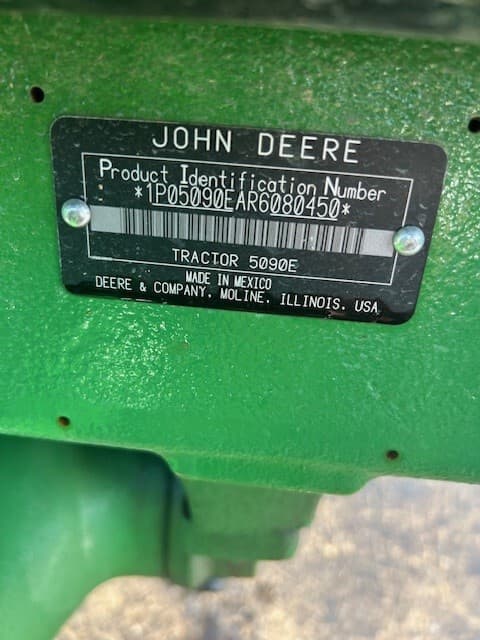 JOHN DEERE
Product Identification Number
*1P05090EAR6080450*
TRACTOR 5090E
MADE IN MEXICO
DEERE & COMPANY, MOLINE, ILLINOIS, USA